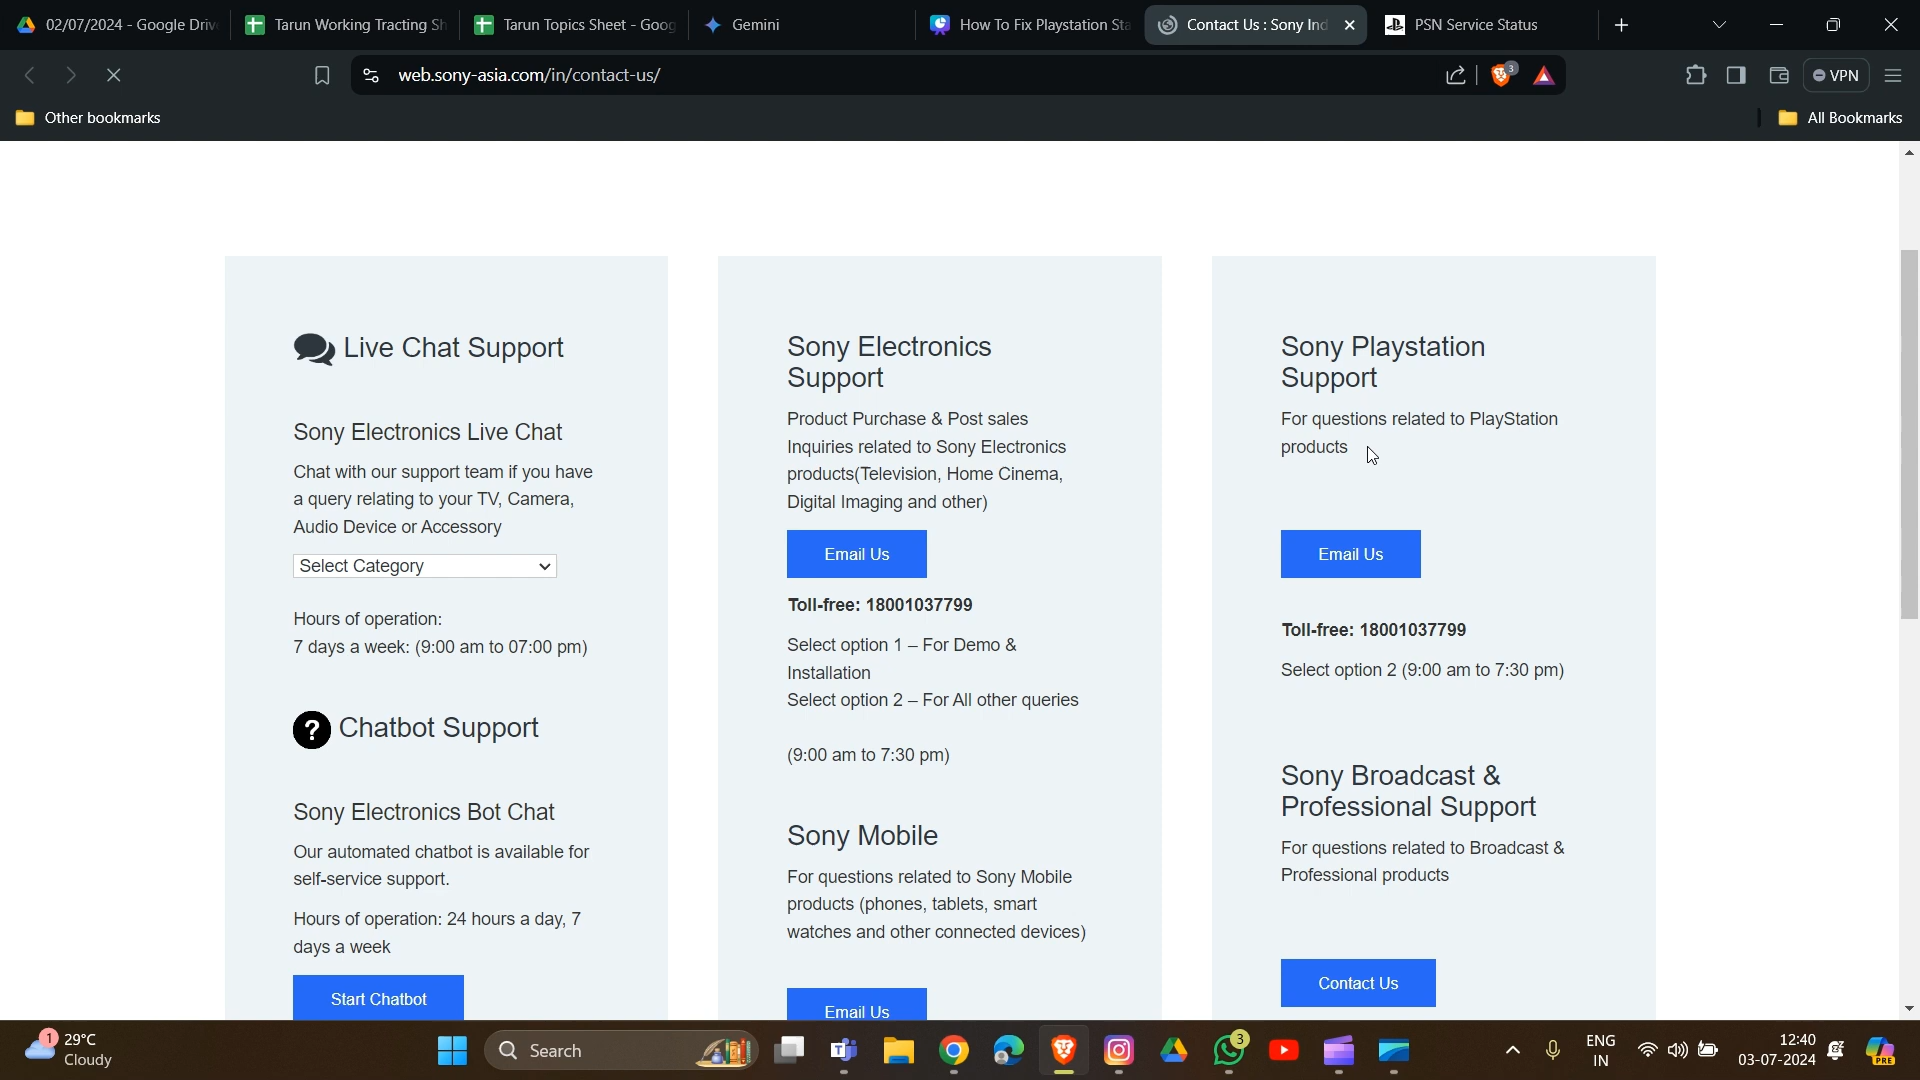 02/07/2024 - Google Driv
Tarun Working Tracting Sh
Tarun Topics Sheet - Goog
Gemini
How To Fix Playstation Sta
Contact Us : Sony Ind
PSN Service Status
web.sony-asia.com/in/contact-us/
3
VPN
Other bookmarks
All Bookmarks
Live Chat Support
Sony Electronics Live Chat
Chat with our support team if you have
a query relating to your TV, Camera,
Audio Device or Accessory
Select Category
Hours of operation:
7 days a week: (9:00 am to 07:00 pm)
? Chatbot Support
Sony Electronics Bot Chat
Our automated chatbot is available for
self-service support.
Hours of operation: 24 hours a day, 7
days a week
Start Chatbot
Sony Electronics
Support
Product Purchase & Post sales
Inquiries related to Sony Electronics
products(Television, Home Cinema,
Digital Imaging and other)
Email Us
Toll-free: 18001037799
Select option 1 – For Demo &
Installation
Select option 2 – For All other queries
(9:00 am to 7:30 pm)
Sony Mobile
For questions related to Sony Mobile
products (phones, tablets, smart
watches and other connected devices)
Email Us
Sony Playstation
Support
For questions related to PlayStation
products
Email Us
Toll-free: 18001037799
Select option 2 (9:00 am to 7:30 pm)
Sony Broadcast &
Professional Support
For questions related to Broadcast &
Professional products
Contact Us
1
29°C
Cloudy
Search
3
ENG
IN
12:40
03-07-2024
PRE